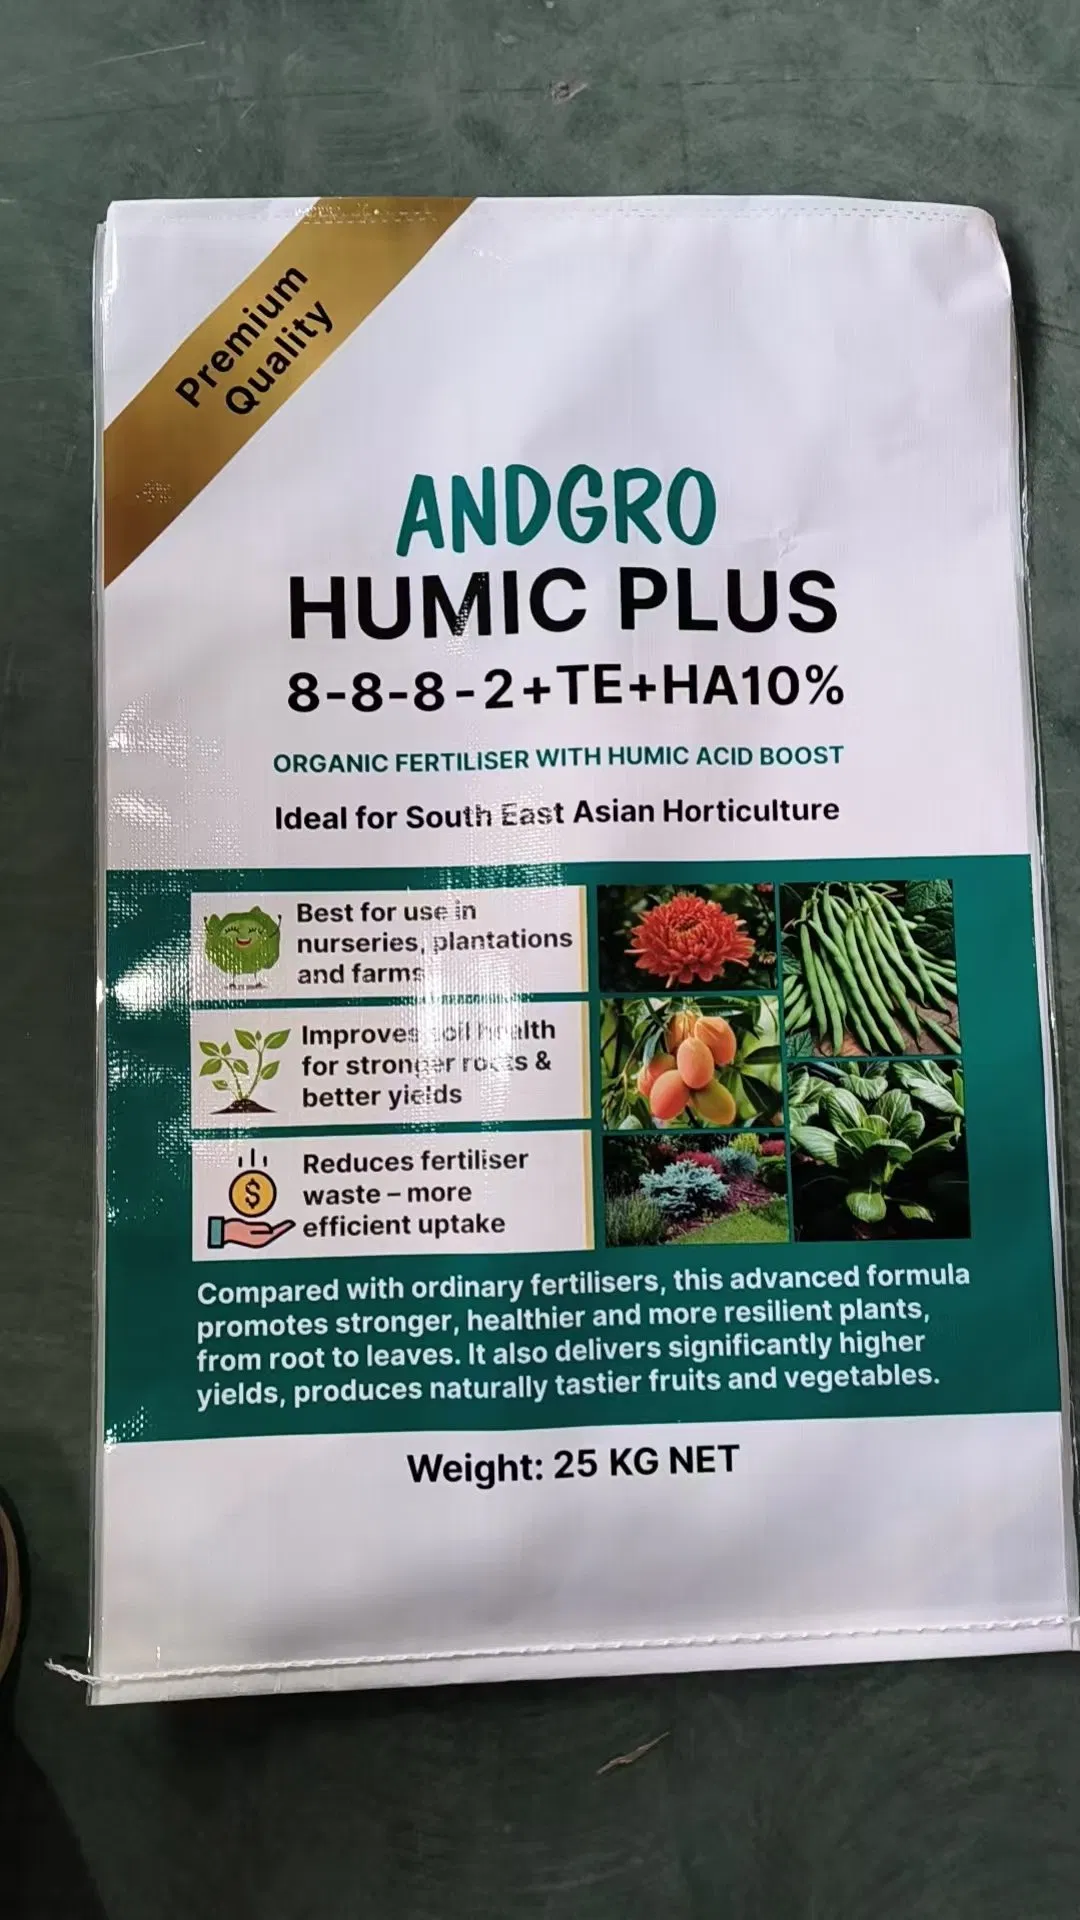 Premium
Quality
ANDGRO
HUMIC PLUS
8-8-8-2+TE+HA10%
ORGANIC FERTILISER WITH HUMIC ACID BOOST
Ideal for South East Asian Horticulture
Best for use in
nurseries, plantations
and farms
Improves soil health
for stronger roots &
better yields
Reduces fertiliser
waste – more
efficient uptake
Compared with ordinary fertilisers, this advanced formula
promotes stronger, healthier and more resilient plants,
from root to leaves. It also delivers significantly higher
yields, produces naturally tastier fruits and vegetables.
Weight: 25 KG NET